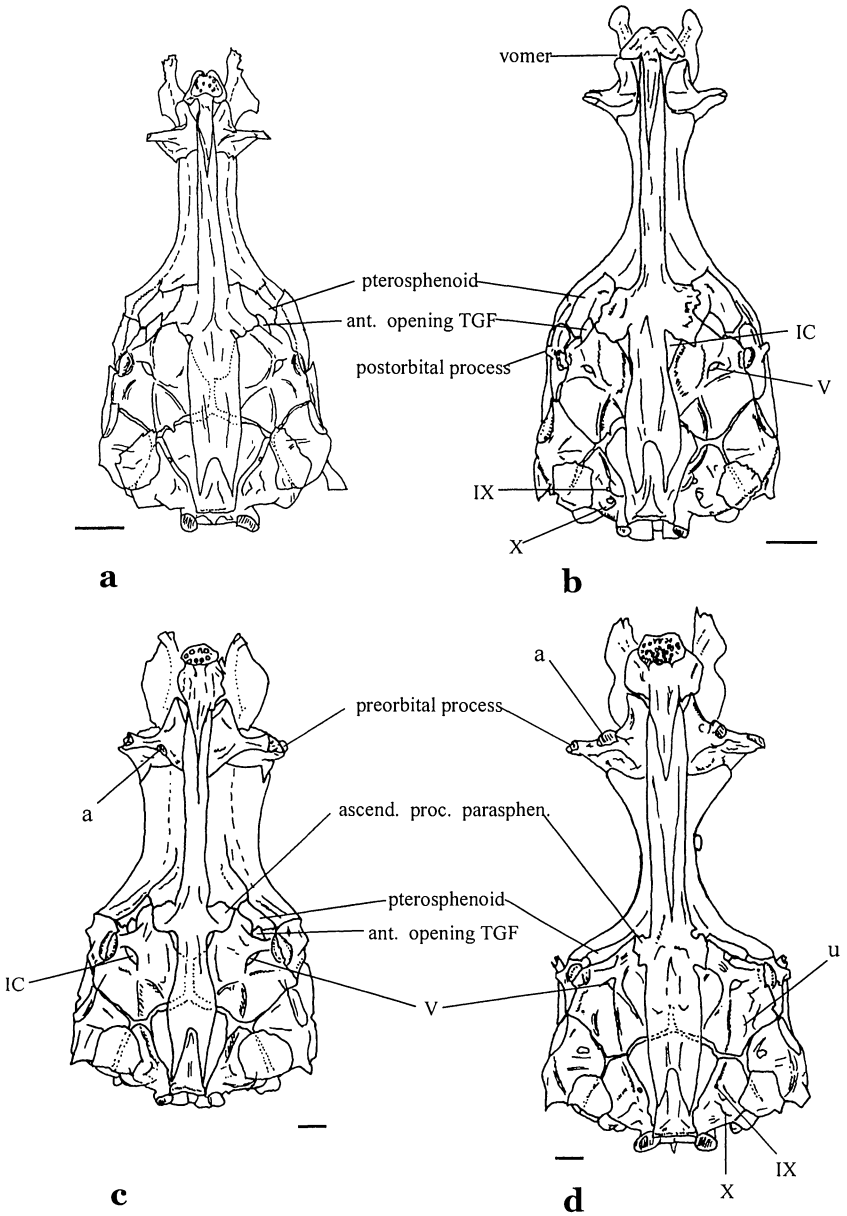 vomer
pterosphenoid
ant. opening TGF
IC
postorbital process
V
IX
X
a
b
a
preorbital process
a
ascend. proc. parasphen.
pterosphenoid
ant. opening TGF
u
IC
V
IX
X
c
d